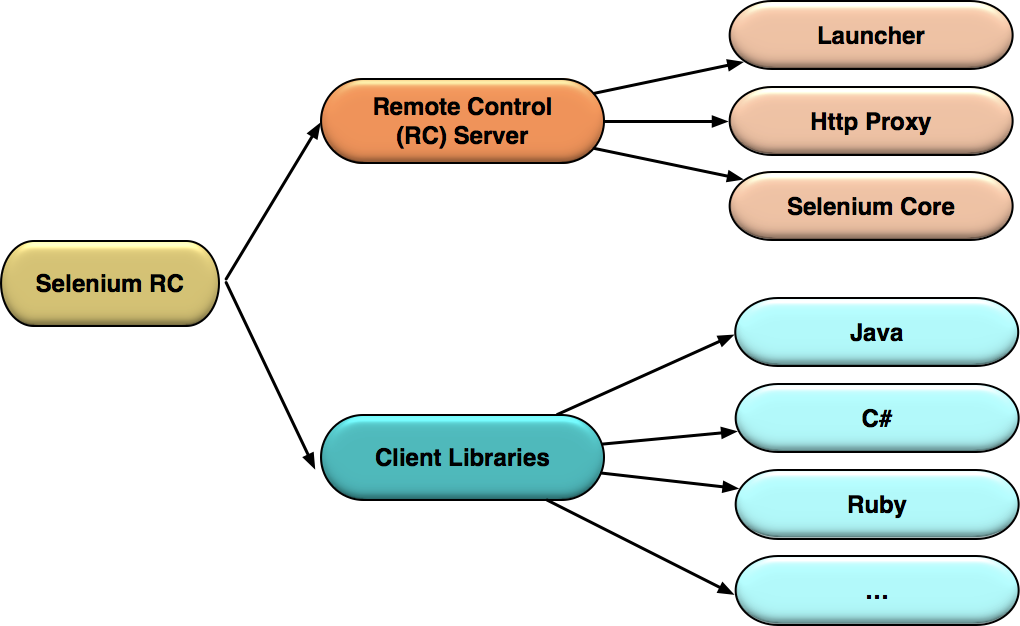 Launcher
Remote Control
(RC) Server
Http Proxy
Selenium Core
Selenium RC
Java
C#
Client Libraries
Ruby
...